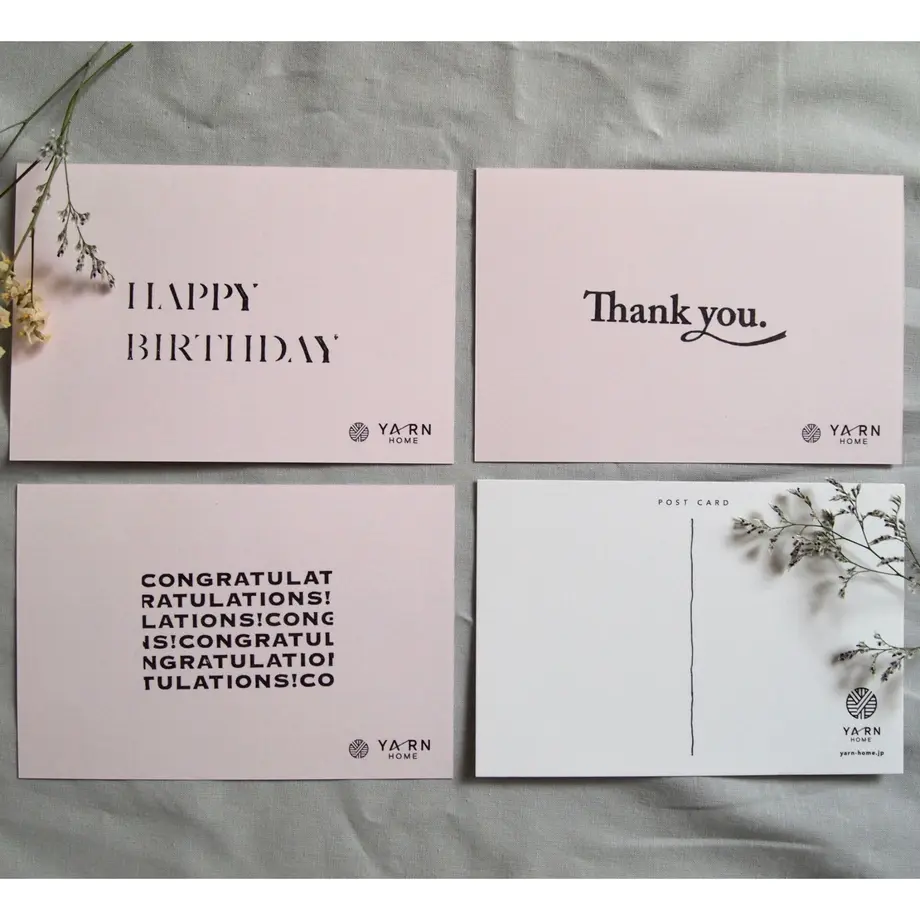 HAPPY
BIRTHDAY
YARN
HOME
Thank you.
YARN
HOME
CONGRATULAT
RATULATIONS!
LATIONS!CONG
NS!CONGRATUL
NGRATULATION
TULATIONS!CO
YARN
HOME
POST CARD
YARN
HOME
yarn-home.jp